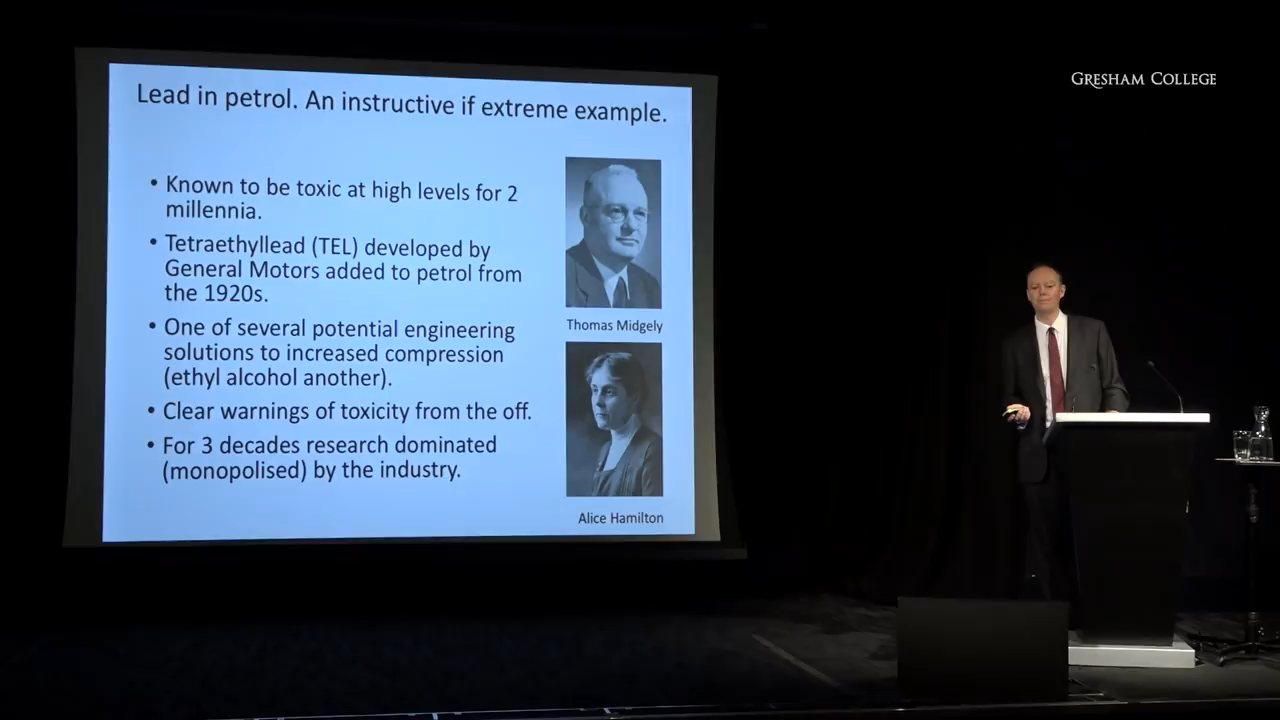 GRESHAM COLLEGE
Lead in petrol. An instructive if extreme example.
• Known to be toxic at high levels for 2
millennia.
• Tetraethyllead (TEL) developed by
General Motors added to petrol from
the 1920s.
• One of several potential engineering
solutions to increased compression
(ethyl alcohol another).
• Clear warnings of toxicity from the off.
• For 3 decades research dominated
(monopolised) by the industry.
Thomas Midgely
Alice Hamilton